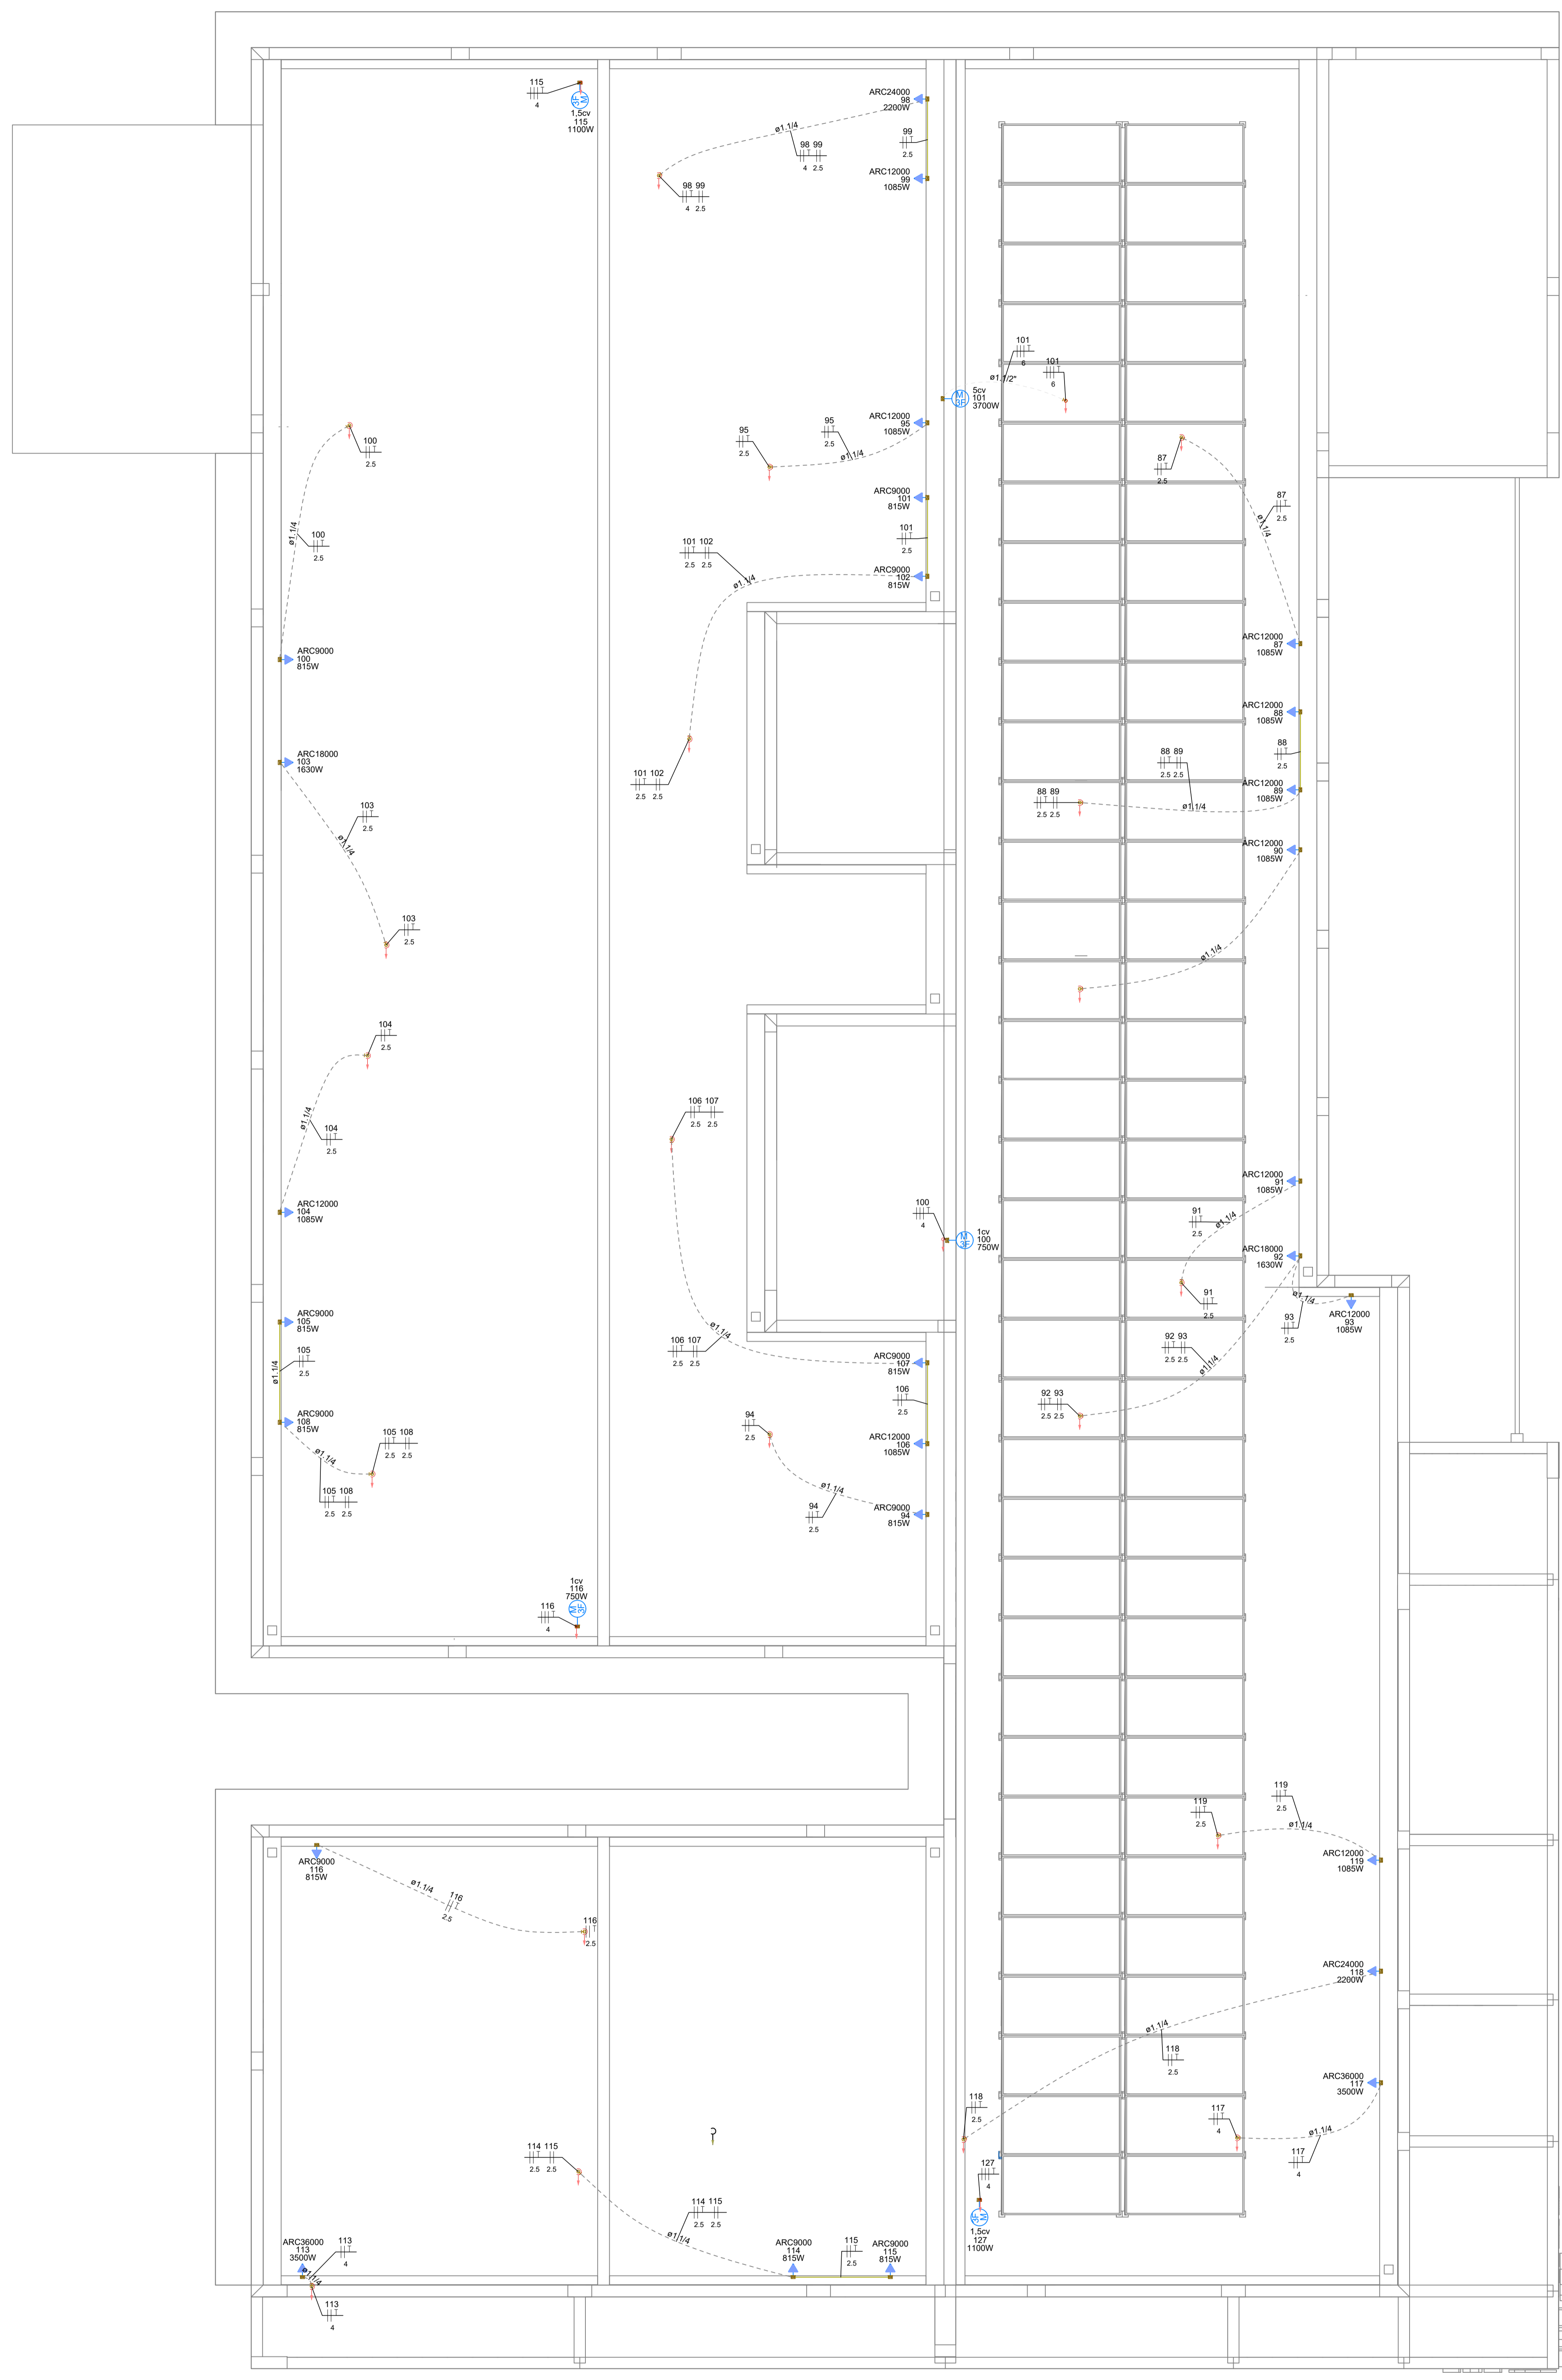 115
4
1,5cv
115
1100W
3F
M
ARC24000
98
2200W
ø1.1/4
98 99
4 2.5
99
2.5
ARC12000
99
1085W
98 99
4 2.5
101
6
ø1.1/2"
101
6
M
3F
5cv
101
3700W
ARC12000
95
1085W
95
2.5
95
2.5
ø1.1/4
100
2.5
87
2.5
87
2.5
ø1.1/4
ARC9000
101
815W
101
2.5
ø1.1/4
100
2.5
101 102
2.5 2.5
ø1.1/4
ARC9000
102
815W
ARC9000
100
815W
ARC12000
87
1085W
ARC12000
88
1085W
88
2.5
88 89
2.5 2.5
ARC18000
103
1630W
101 102
2.5 2.5
88 89
2.5 2.5
ø1.1/4
ARC12000
89
1085W
103
2.5
ø1.1/4
ARC12000
90
1085W
103
2.5
ø1.1/4
104
2.5
ø1.1/4
104
2.5
106 107
2.5 2.5
ARC12000
104
1085W
100
4
M
3F
1cv
100
750W
ARC12000
91
1085W
91
2.5
ø1.1/4
ARC18000
92
1630W
91
2.5
ø1.1/4
93
2.5
ARC12000
93
1085W
ARC9000
105
815W
105
2.5
ø1.1/4
ø1.1/4
106 107
2.5 2.5
ARC9000
107
815W
92 93
2.5 2.5
ø1.1/4
92 93
2.5 2.5
106
2.5
ARC9000
108
815W
94
2.5
ARC12000
106
1085W
105 108
2.5 2.5
ø1.1/4
105 108
2.5 2.5
ø1.1/4
94
2.5
ARC9000
94
815W
1cv
116
750W
M
3F
116
4
119
2.5
119
2.5
ø1.1/4
ARC12000
119
1085W
ARC9000
116
815W
ø1.1/4
116
2.5
116
2.5
ARC24000
118
2200W
ø1.1/4
118
2.5
ARC36000
117
3500W
118
2.5
117
4
ø1.1/4
117
4
114 115
2.5 2.5
127
4
3F
M
1,5cv
127
1100W
114 115
2.5 2.5
ø1.1/4
ARC36000
113
3500W
113
4
ø1.1/4
113
4
ARC9000
114
815W
115
2.5
ARC9000
115
815W